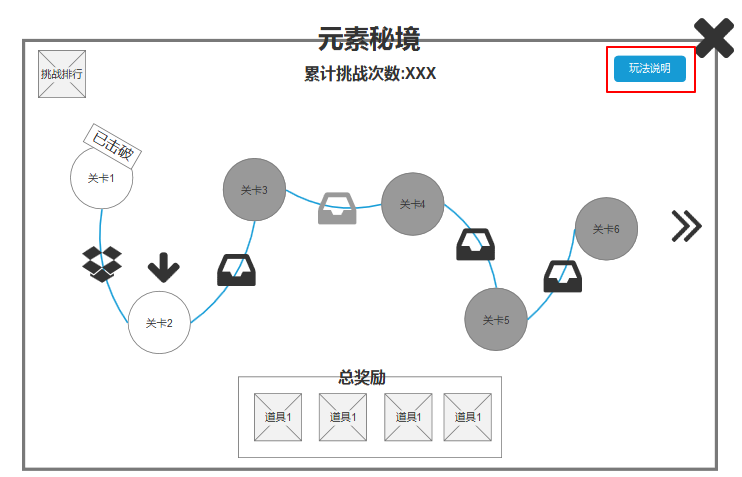 元素秘境
累计挑战次数:XXX
挑战排行
玩法说明
已击破
关卡1
关卡2
关卡3
关卡4
关卡5
关卡6
总奖励
道具1
道具1
道具1
道具1